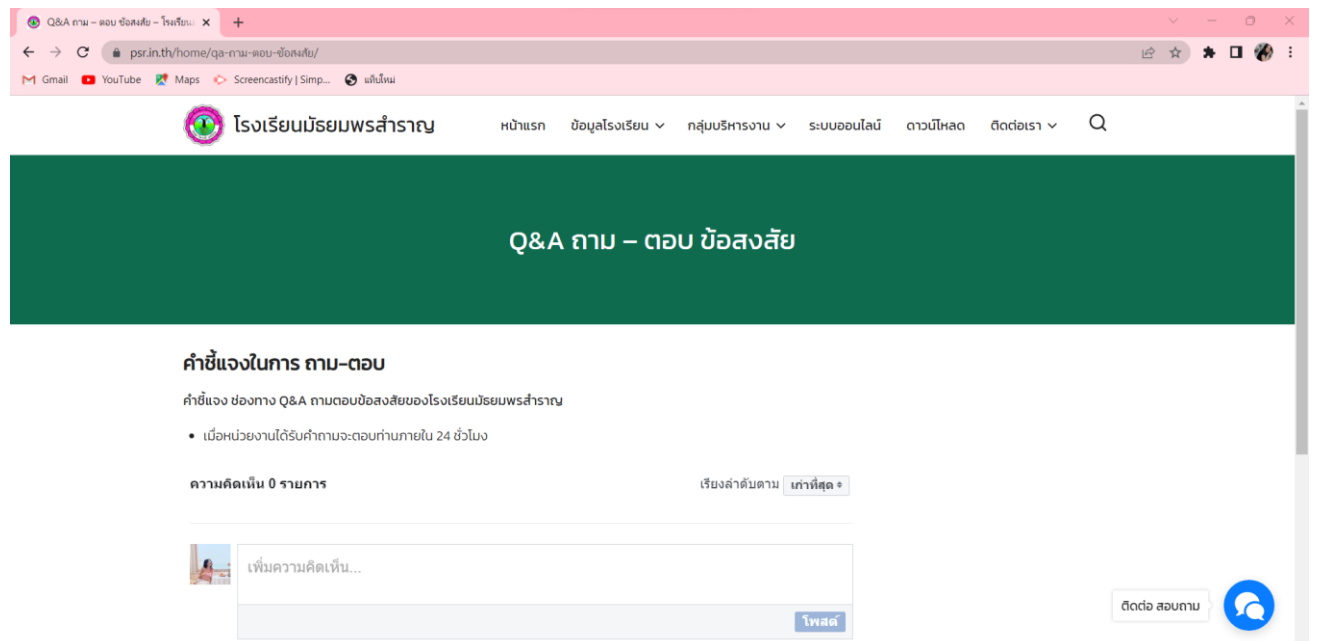 Q&A ถาม – ตอบ ข้อสงสัย – โรงเรีย
psr.in.th/home/qa-ถาม-ตอบ-ข้อสงสัย/
Gmail YouTube Maps Screencastify | Simp... แท็บใหม่
โรงเรียนมัธยมพรสำราญ หน้าแรก ข้อมูลโรงเรียน กลุ่มบริหารงาน ระบบออนไลน์ ดาวน์โหลด ติดต่อเรา
Q&A ถาม – ตอบ ข้อสงสัย
คำชี้แจงในการ ถาม-ตอบ
คำชี้แจง ช่องทาง Q&A ถามตอบข้อสงสัยของโรงเรียนมัธยมพรสำราญ
• เมื่อหน่วยงานได้รับคำถามจะตอบท่านภายใน 24 ชั่วโมง
ความคิดเห็น 0 รายการ เรียงลำดับตาม เก่าที่สุด
เพิ่มความคิดเห็น...
ติดต่อ สอบถาม
โพสต์